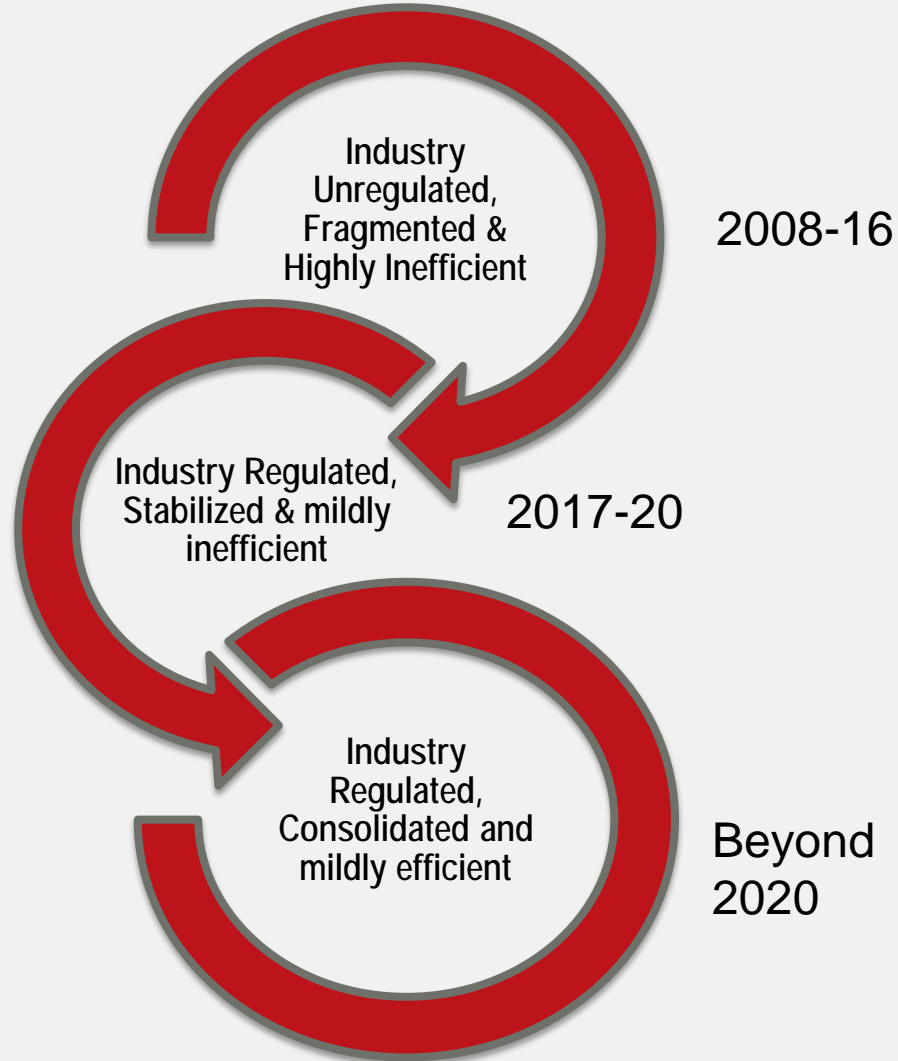 Industry
Unregulated,
Fragmented &
Highly Inefficient
2008-16
Industry Regulated,
Stabilized & mildly
inefficient
2017-20
Industry
Regulated,
Consolidated and
mildly efficient
Beyond
2020